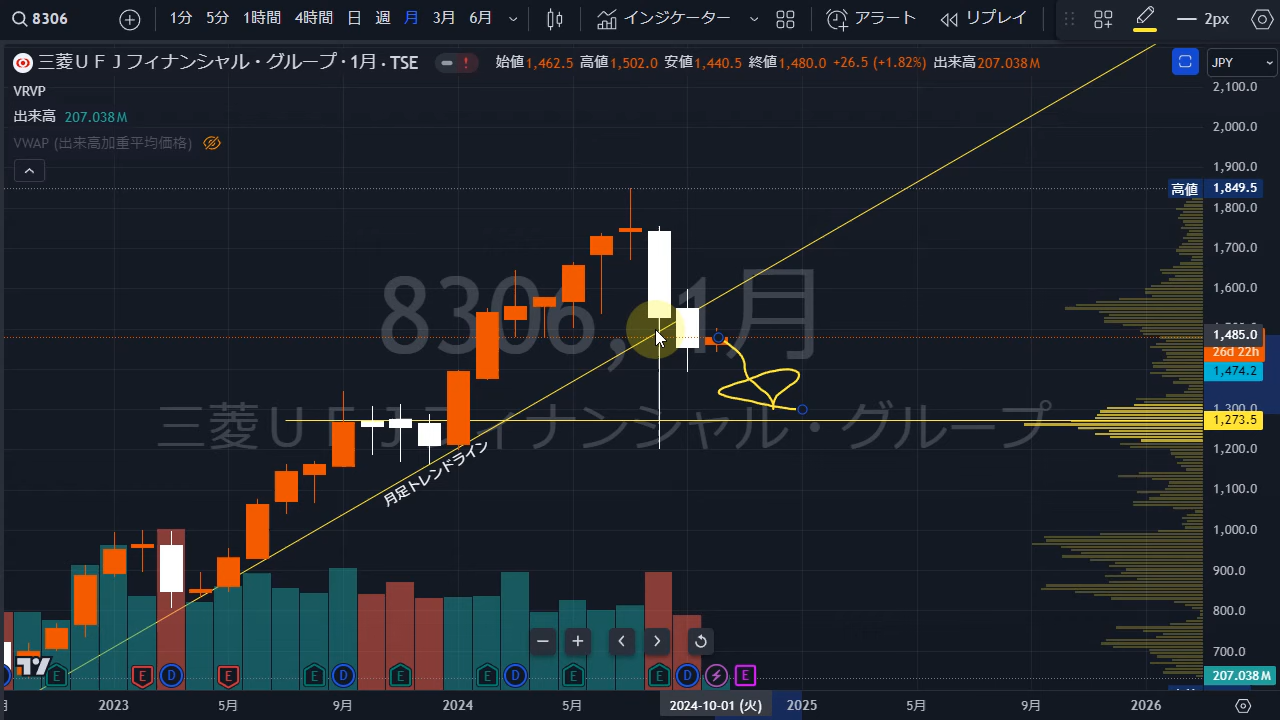 8306 1分 5分 1時間 4時間 日 週 月 3月 6月 インジケーター アラート リプレイ 2px
三菱ＵＦＪフィナンシャル・グループ・1月・TSE 始値1,462.5 高値1,502.0 安値1,440.5 終値1,480.0 +26.5 (+1.82%) 出来高207.038M JPY
VRVP
出来高 207.038M
VWAP (出来高加重平均価格)
2,100.0
2,000.0
1,900.0
高値 1,849.5
1,800.0
1,700.0
1,600.0
8306, 1月
1,485.0
26d 22h
1,474.2
1,300.0
三菱ＵＦＪフィナンシャル・グループ
1,273.5
1,200.0
月足トレンドライン
1,100.0
1,000.0
900.0
800.0
700.0
E E D E E D E D E E D E
207.038M
2023 5月 9月 2024 5月 2024-10-01 (火) 2025 5月 9月 2026